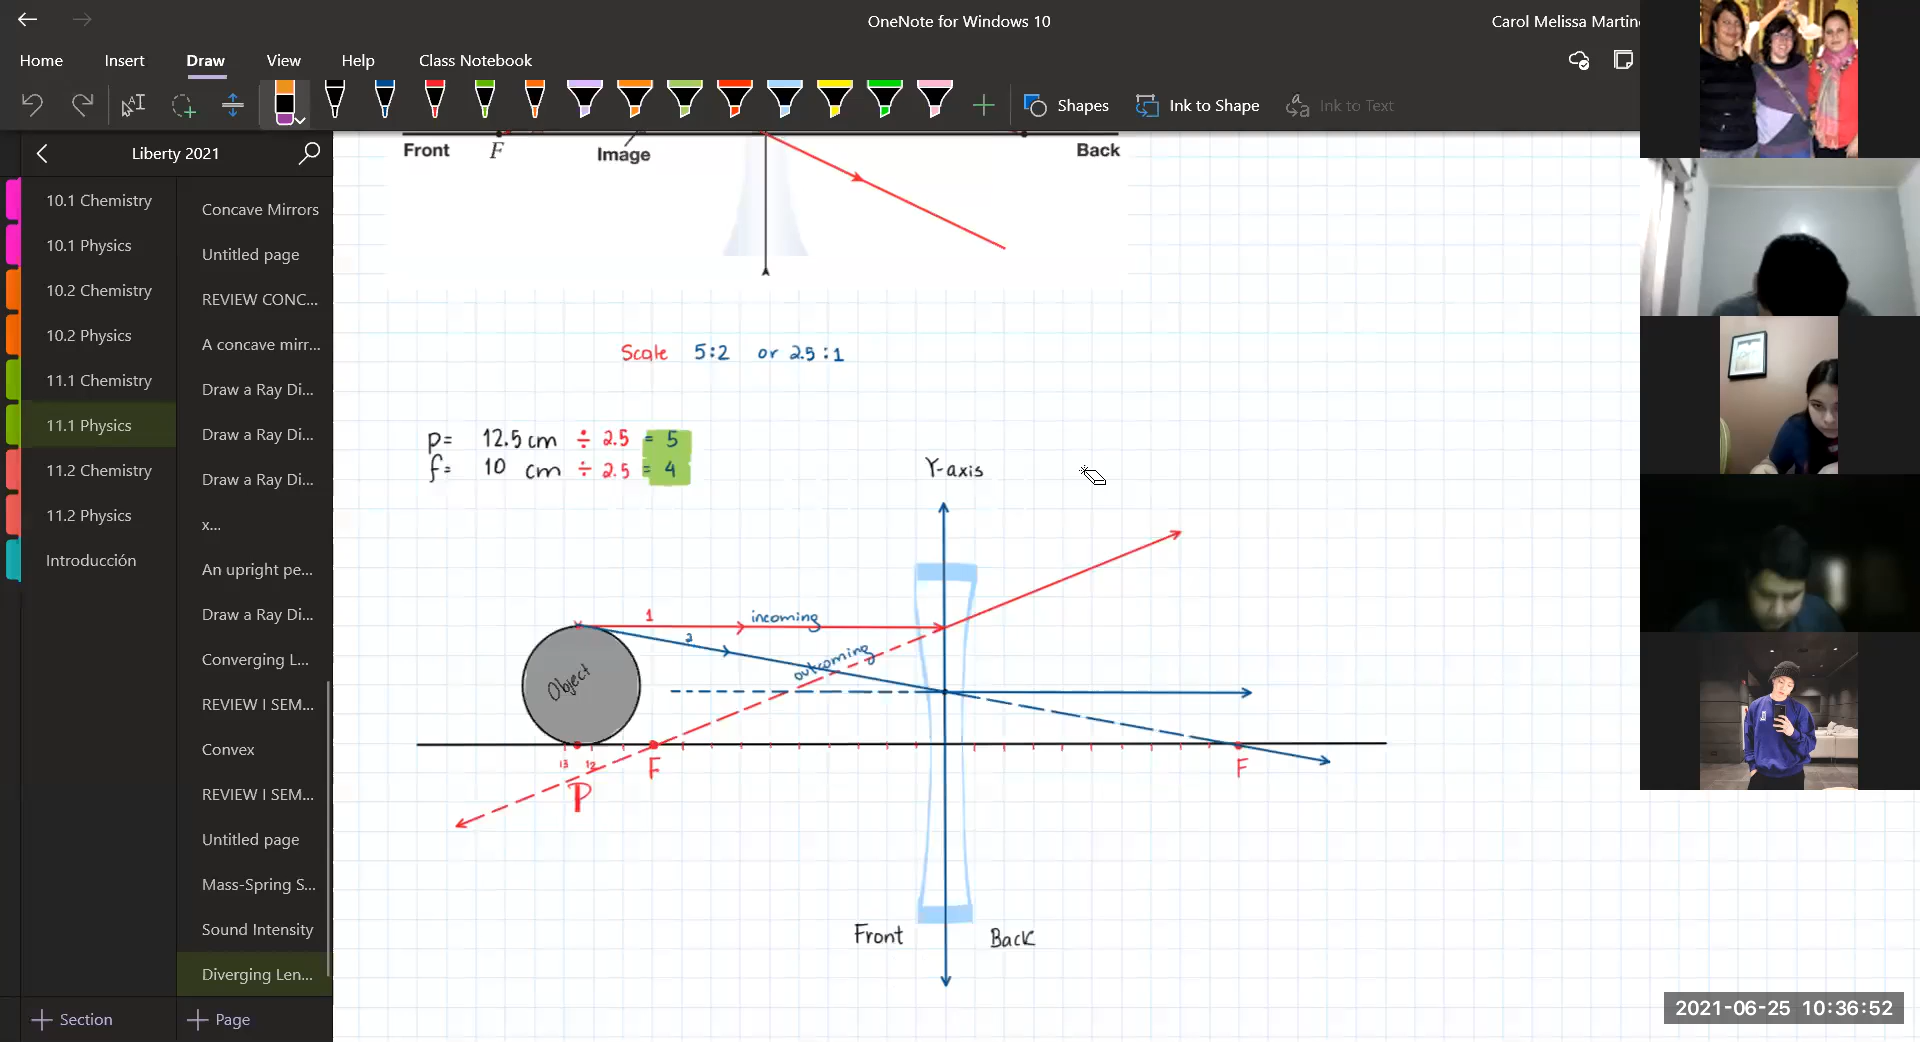 OneNote for Windows 10
Carol Melissa Martin
Home
Insert
Draw
View
Help
Class Notebook
Shapes
Ink to Shape
Ink to Text
Liberty 2021
10.1 Chemistry
10.1 Physics
10.2 Chemistry
10.2 Physics
11.1 Chemistry
11.1 Physics
11.2 Chemistry
11.2 Physics
Introducción
Section
Concave Mirrors
Untitled page
REVIEW CONC...
A concave mirr...
Draw a Ray Di...
Draw a Ray Di...
Draw a Ray Di...
x...
An upright pe...
Draw a Ray Di...
Converging L...
REVIEW I SEM...
Convex
REVIEW I SEM...
Untitled page
Mass-Spring S...
Sound Intensity
Diverging Len...
Page
Front
F
Image
Back
Scale 5:2 or 2.5:1
p= 12.5 cm ÷ 2.5 = 5
f= 10 cm ÷ 2.5 = 4
Y-axis
1
incoming
2
outcoming
Object
13
12
F
P
F
Front
Back
2021-06-25 10:36:52